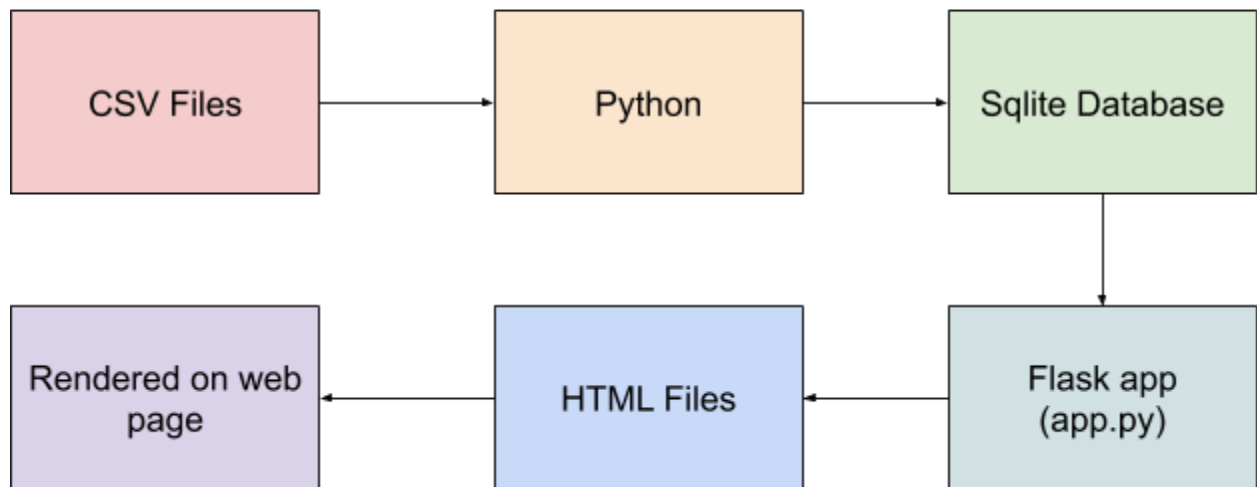 CSV Files
Python
Sqlite Database
Rendered on web
page
HTML Files
Flask app
(app.py)